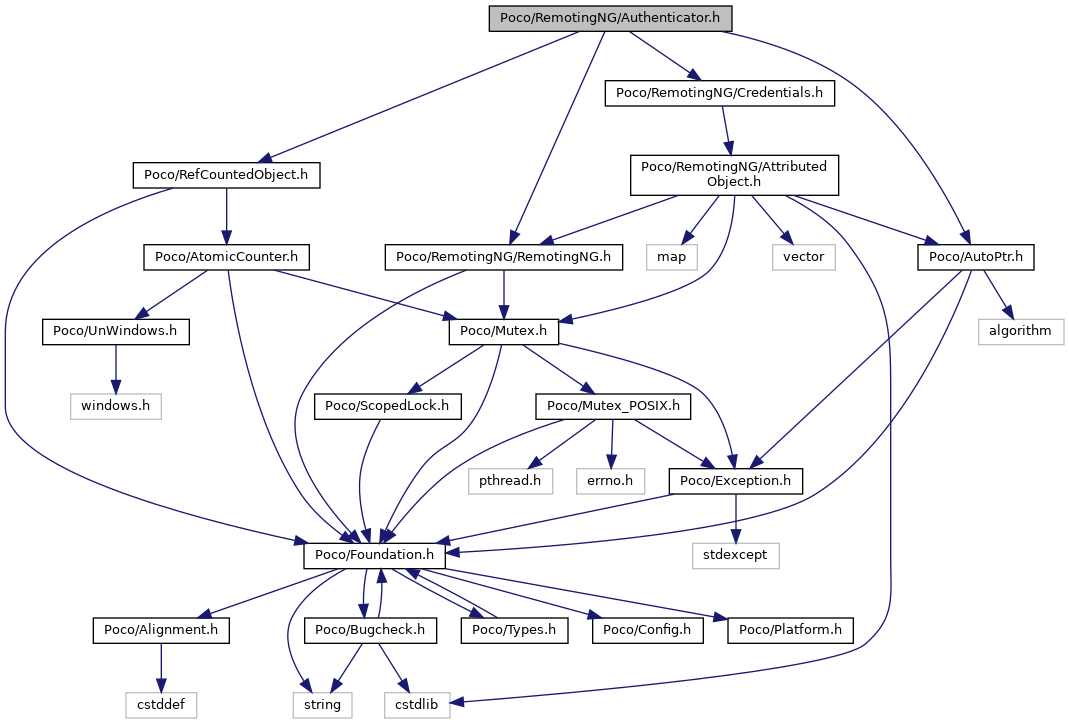 Poco/RemotingNG/Authenticator.h
Poco/RemotingNG/Credentials.h
Poco/RefCountedObject.h
Poco/RemotingNG/Attributed
Object.h
Poco/AtomicCounter.h
Poco/RemotingNG/RemotingNG.h
map
vector
Poco/AutoPtr.h
Poco/UnWindows.h
Poco/Mutex.h
algorithm
windows.h
Poco/ScopedLock.h
Poco/Mutex_POSIX.h
pthread.h
errno.h
Poco/Exception.h
Poco/Foundation.h
stdexcept
Poco/Alignment.h
Poco/Bugcheck.h
Poco/Types.h
Poco/Config.h
Poco/Platform.h
cstddef
string
cstdlib